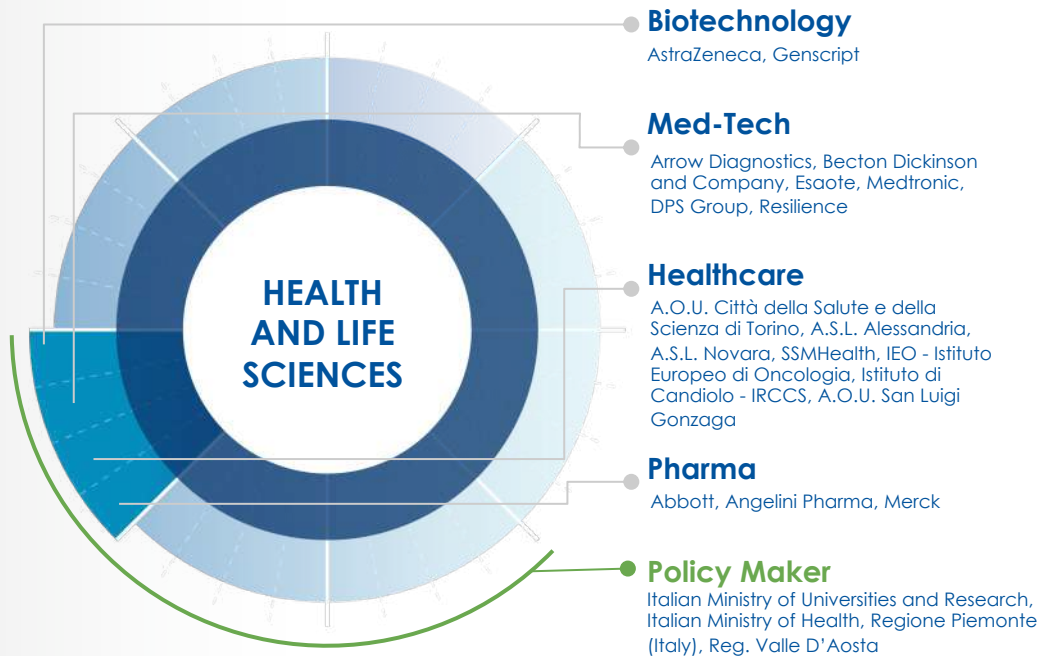 HEALTH
AND LIFE
SCIENCES
Biotechnology
AstraZeneca, Genscript
Med-Tech
Arrow Diagnostics, Becton Dickinson
and Company, Esaote, Medtronic,
DPS Group, Resilience
Healthcare
A.O.U. Città della Salute e della
Scienza di Torino, A.S.L. Alessandria,
A.S.L. Novara, SSMHealth, IEO - Istituto
Europeo di Oncologia, Istituto di
Candiolo - IRCCS, A.O.U. San Luigi
Gonzaga
Pharma
Abbott, Angelini Pharma, Merck
Policy Maker
Italian Ministry of Universities and Research,
Italian Ministry of Health, Regione Piemonte
(Italy), Reg. Valle D’Aosta